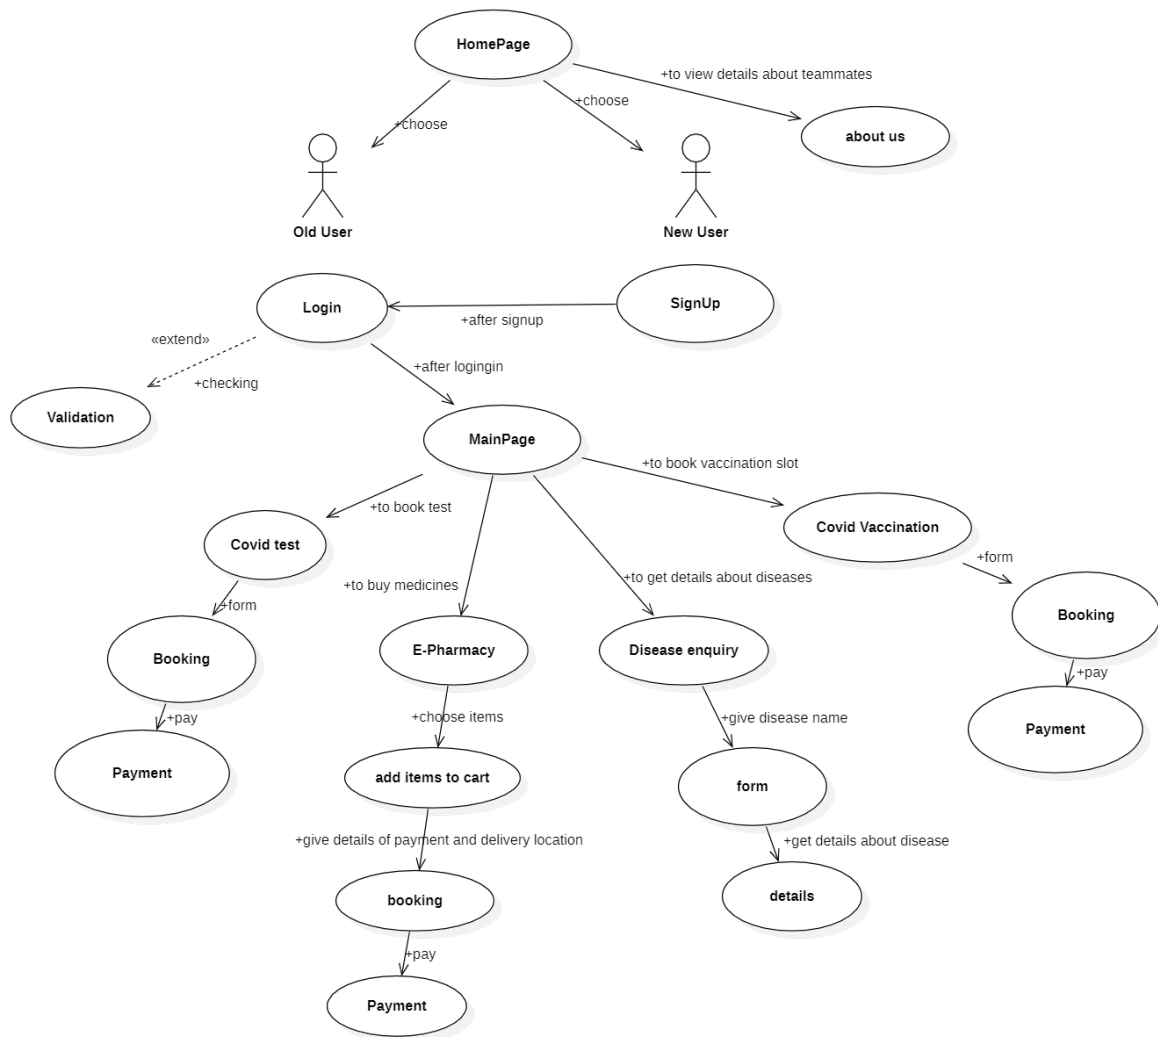 HomePage
+to view details about teammates
+choose
+choose
about us
Old User
New User
Login
SignUp
+after signup
«extend»
+checking
+after logingin
Validation
MainPage
+to book vaccination slot
+to book test
Covid Vaccination
Covid test
+form
+to buy medicines
+to get details about diseases
+form
Booking
Booking
E-Pharmacy
Disease enquiry
+pay
+pay
+choose items
+give disease name
Payment
Payment
add items to cart
form
+give details of payment and delivery location
+get details about disease
booking
details
+pay
Payment